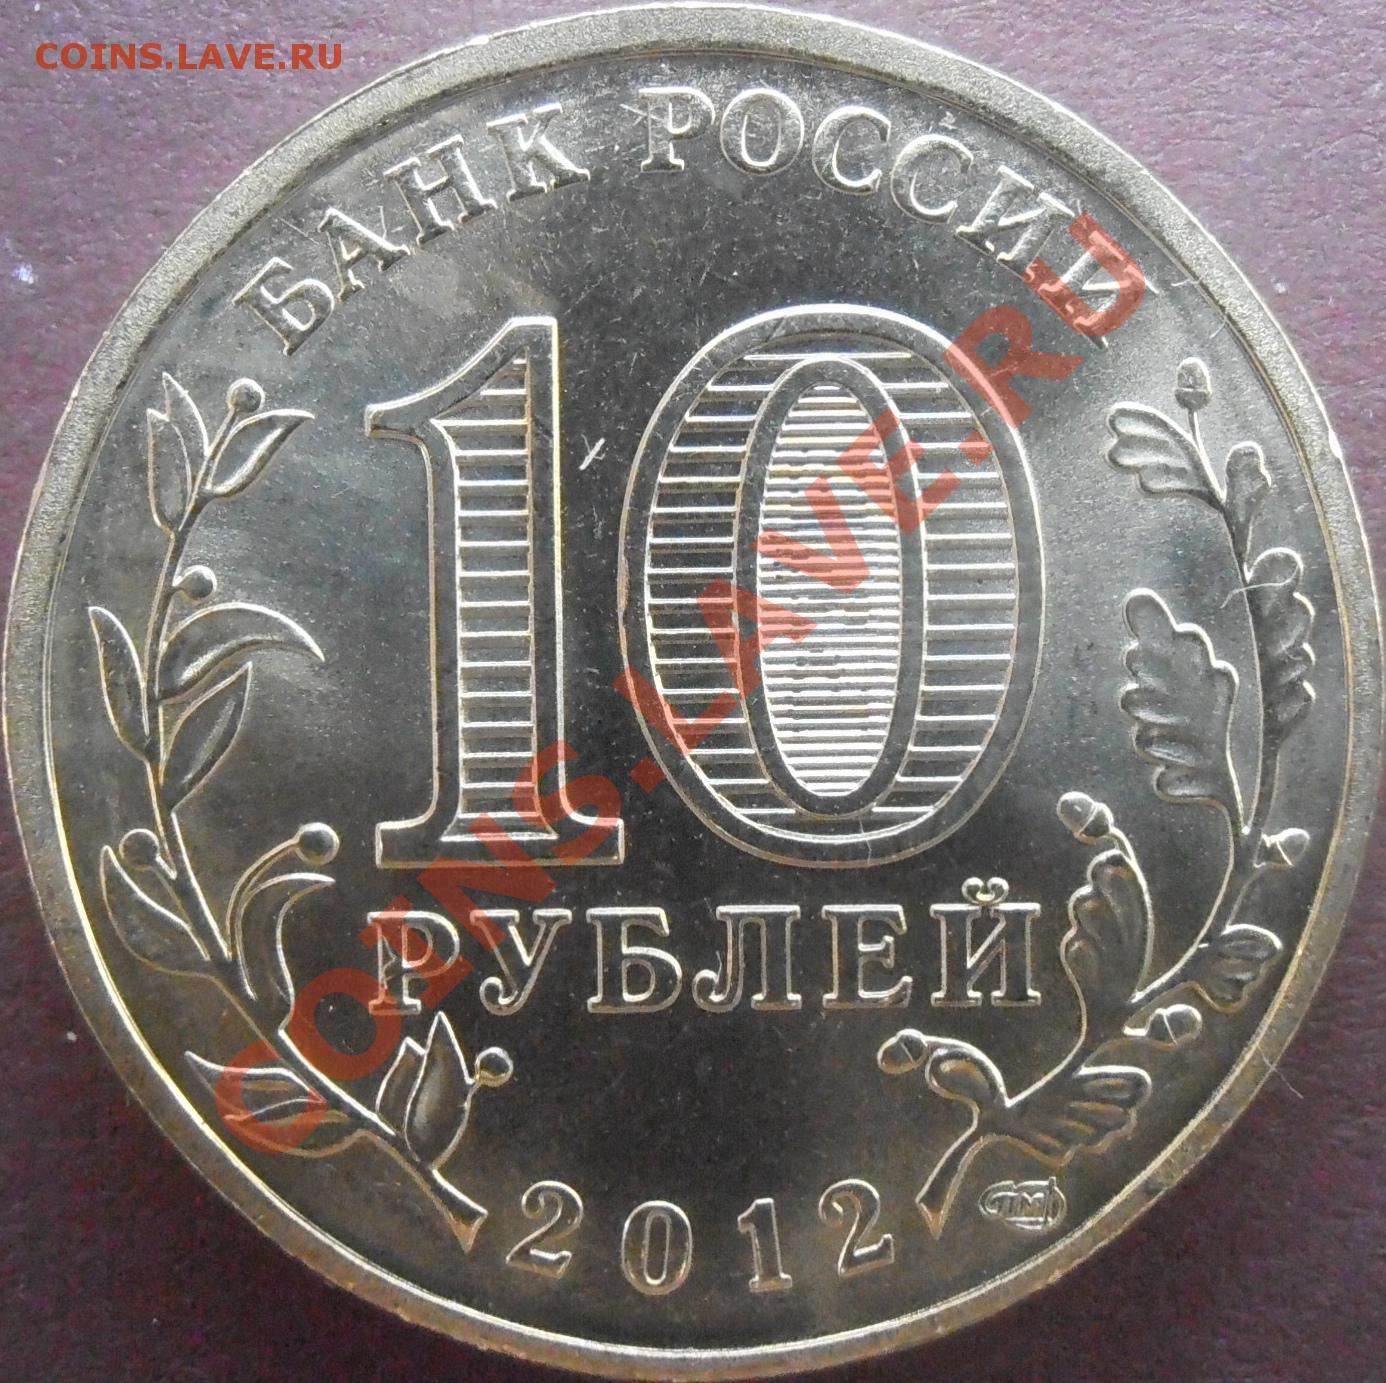 COINS.LAVE.RU
БАНК РОССИИ
10
РУБЛЕЙ
2012
СПМД
COINS.LAVE.RU